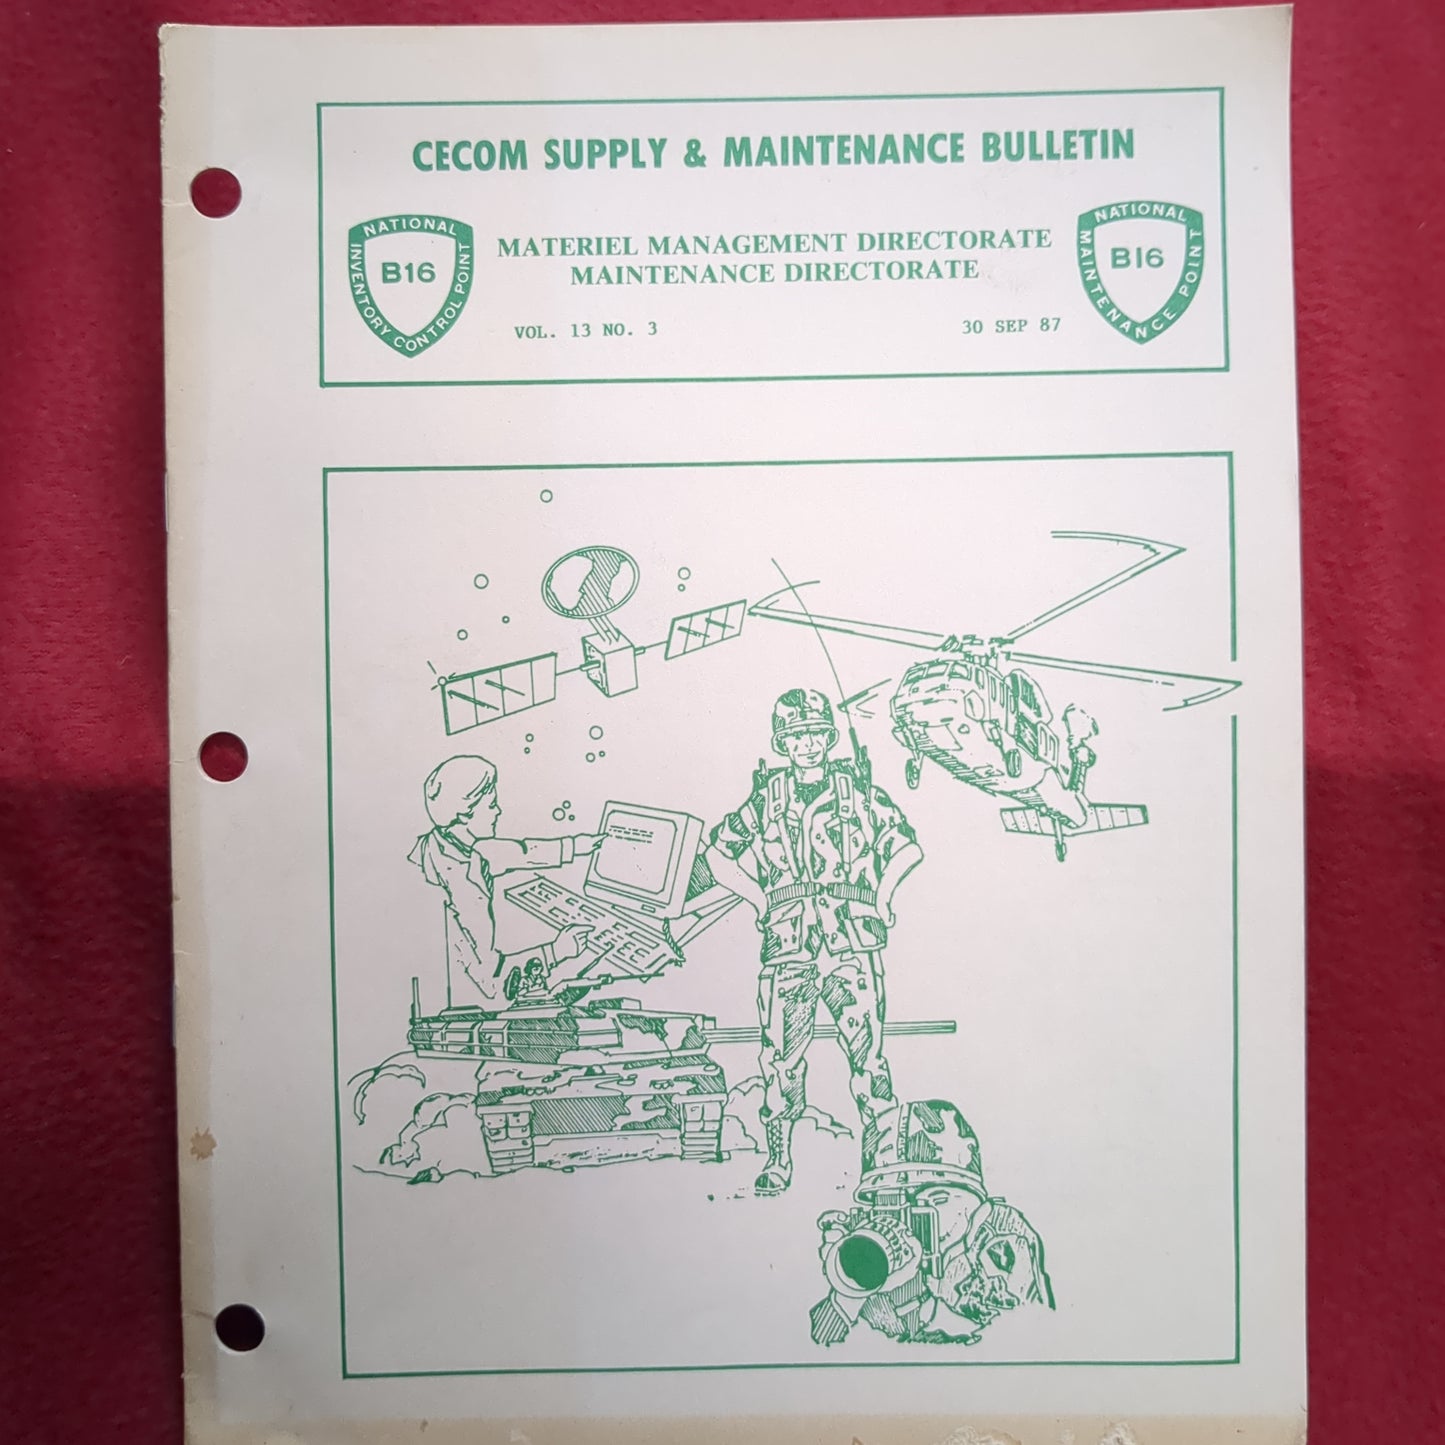 CECOM SUPPLY & MAINTENANCE BULLETIN
NATIONAL
INVENTORY CONTROL POINT
B16
MATERIEL MANAGEMENT DIRECTORATE
MAINTENANCE DIRECTORATE
NATIONAL
MAINTENANCE POINT
B16
VOL. 13 NO. 3
30 SEP 87